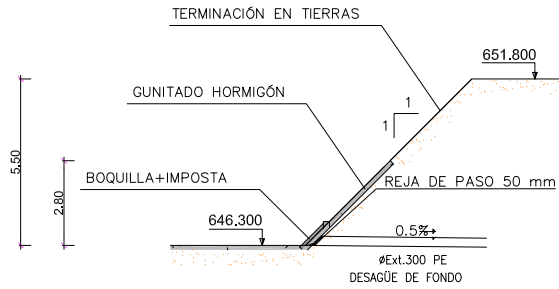 TERMINACIÓN EN TIERRAS
651.800
GUNITADO HORMIGÓN
1
1
5.50
2.80
BOQUILLA+IMPOSTA
REJA DE PASO 50 mm
646.300
0.5%
øExt.300 PE
DESAGÜE DE FONDO